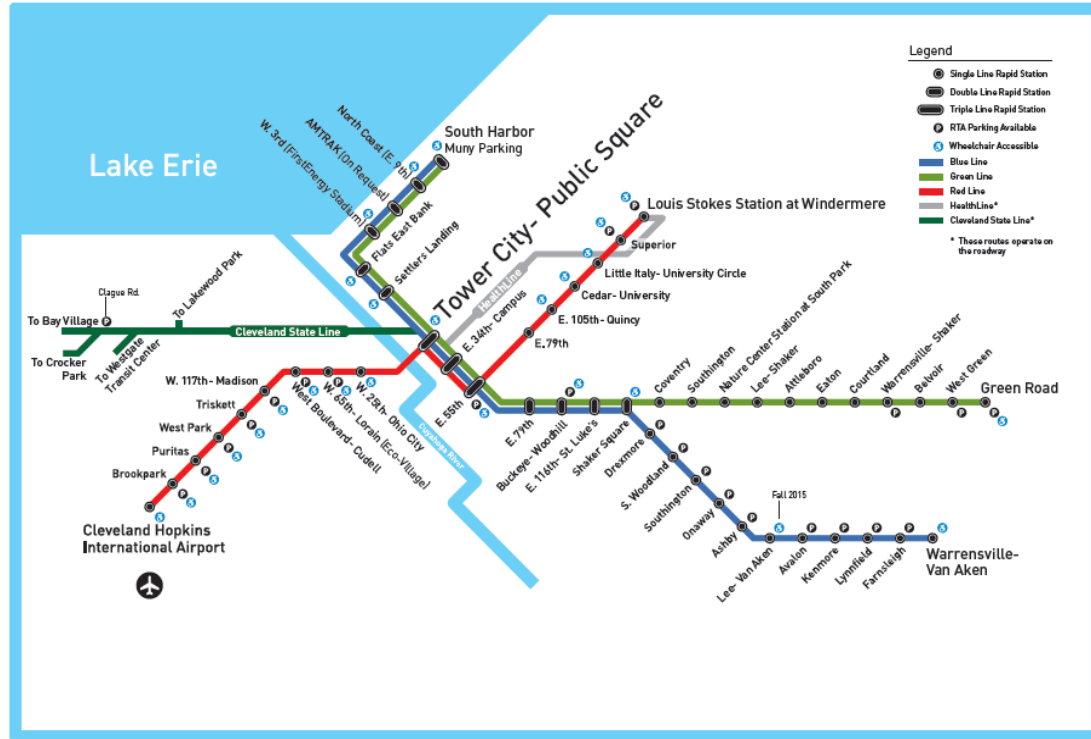 Legend
Single Line Rapid Station
Double Line Rapid Station
Triple Line Rapid Station
P
RTA Parking Available
Wheelchair Accessible
Blue Line
Green Line
Red Line
HealthLine*
Cleveland State Line*
* These routes operate on
the roadway
Lake Erie
North Coast (E. 9th)
AMTRAK (On Request)
W. 3rd (FirstEnergy Stadium)
South Harbor
Muny Parking
Flats East Bank
Settlers Landing
Tower City- Public Square
E. 34th- Campus
HealthLine
Louis Stokes Station at Windermere
Superior
Little Italy- University Circle
Cedar- University
E. 105th- Quincy
E.79th
Clague Rd.
To Lakewood Park
To Bay Village
P
Cleveland State Line
To Crocker
Park
To Westgate
Transit Center
W. 117th- Madison
Triskett
West Park
Puritas
Brookpark
Cleveland Hopkins
International Airport
West Boulevard- Cudell
W. 65th- Lorain (Eco-Village)
W. 25th- Ohio City
Cuyahoga River
E. 55th
E. 79th
Buckeye- Woodhill
E. 116th- St. Luke's
Shaker Square
Coventry
Southington
Nature Center Station at South Park
Lee- Shaker
Attleboro
Eaton
Courtland
Warrensville- Shaker
Belvoir
West Green
Green Road
Drexmore
S. Woodland
Southington
Onaway
Ashby
Fall 2015
Lee- Van Aken
Avalon
Kenmore
Lynnfield
Farnsleigh
Warrensville-
Van Aken